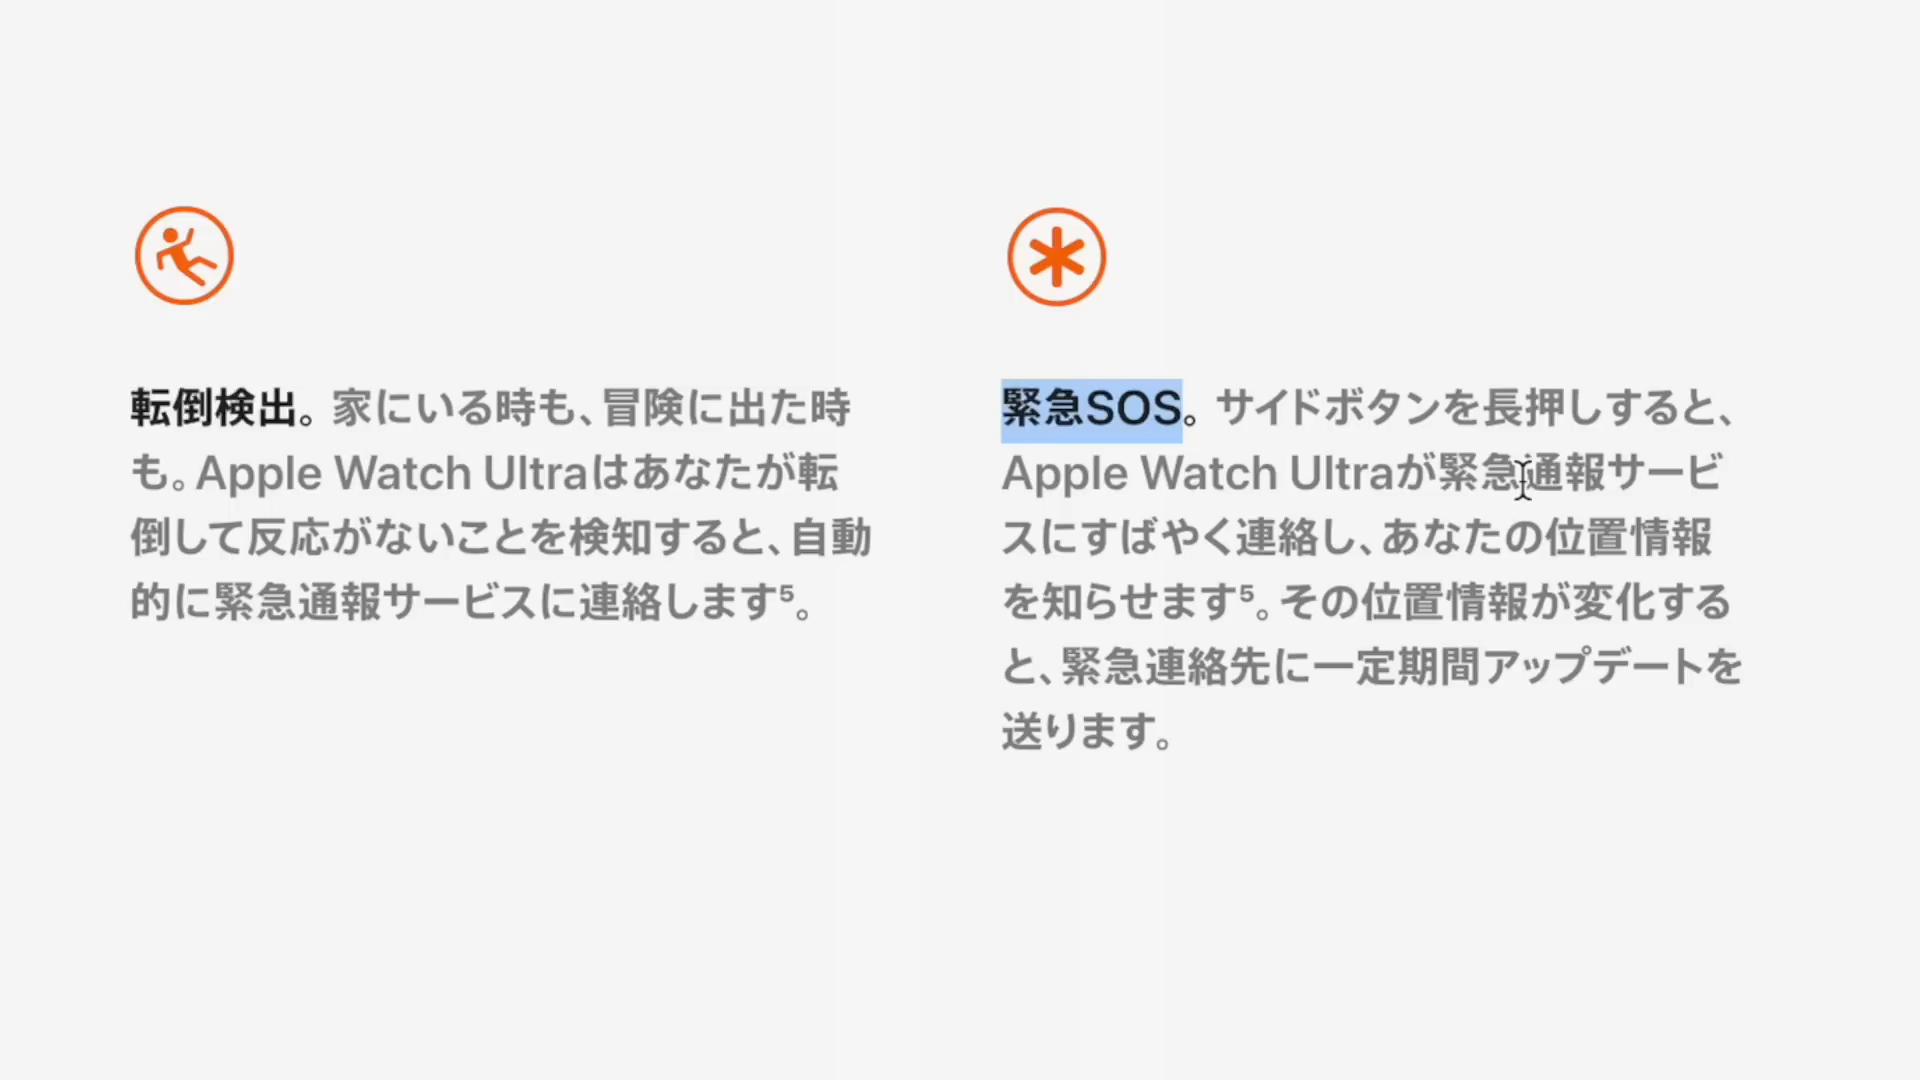 転倒検出。家にいる時も、冒険に出た時
も。Apple Watch Ultraはあなたが転
倒して反応がないことを検知すると、自動
的に緊急通報サービスに連絡します⁵。
緊急SOS。サイドボタンを長押しすると、
Apple Watch Ultraが緊急通報サービ
スにすばやく連絡し、あなたの位置情報
を知らせます⁵。その位置情報が変化する
と、緊急連絡先に一定期間アップデートを
送ります。